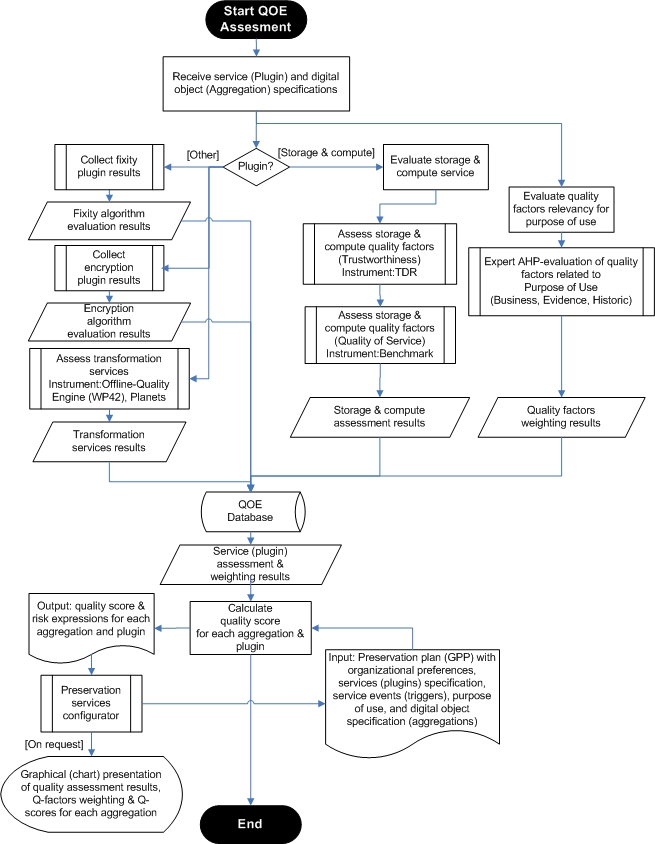 Start QOE
Assesment
Receive service (Plugin) and digital
object (Aggregation) specifications
[Other]
Plugin?
[Storage & compute]
Collect fixity
plugin results
Evaluate storage &
compute service
Fixity algorithm
evaluation results
Evaluate quality
factors relevancy for
purpose of use
Collect
encryption
plugin results
Assess storage &
compute quality factors
(Trustworthiness)
Instrument:TDR
Expert AHP-evaluation of quality
factors related to
Purpose of Use
(Business, Evidence, Historic)
Encryption
algorithm
evaluation results
Assess storage &
compute quality factors
(Quality of Service)
Instrument:Benchmark
Assess transformation
services
Instrument:Offline-Quality
Engine (WP42), Planets
Transformation
services results
Storage & compute
assessment results
Quality factors
weighting results
QOE
Database
Service (plugin)
assessment &
weighting results
Output: quality score &
risk expressions for each
aggregation and plugin
Calculate
quality score
for each aggregation &
plugin
Input: Preservation plan (GPP) with
organizational preferences,
services (plugins) specification,
service events (triggers), purpose
of use, and digital object
specification (aggregations)
Preservation
services
configurator
[On request]
Graphical (chart) presentation
of quality assessment results,
Q-factors weighting & Q-
scores for each aggregation
End